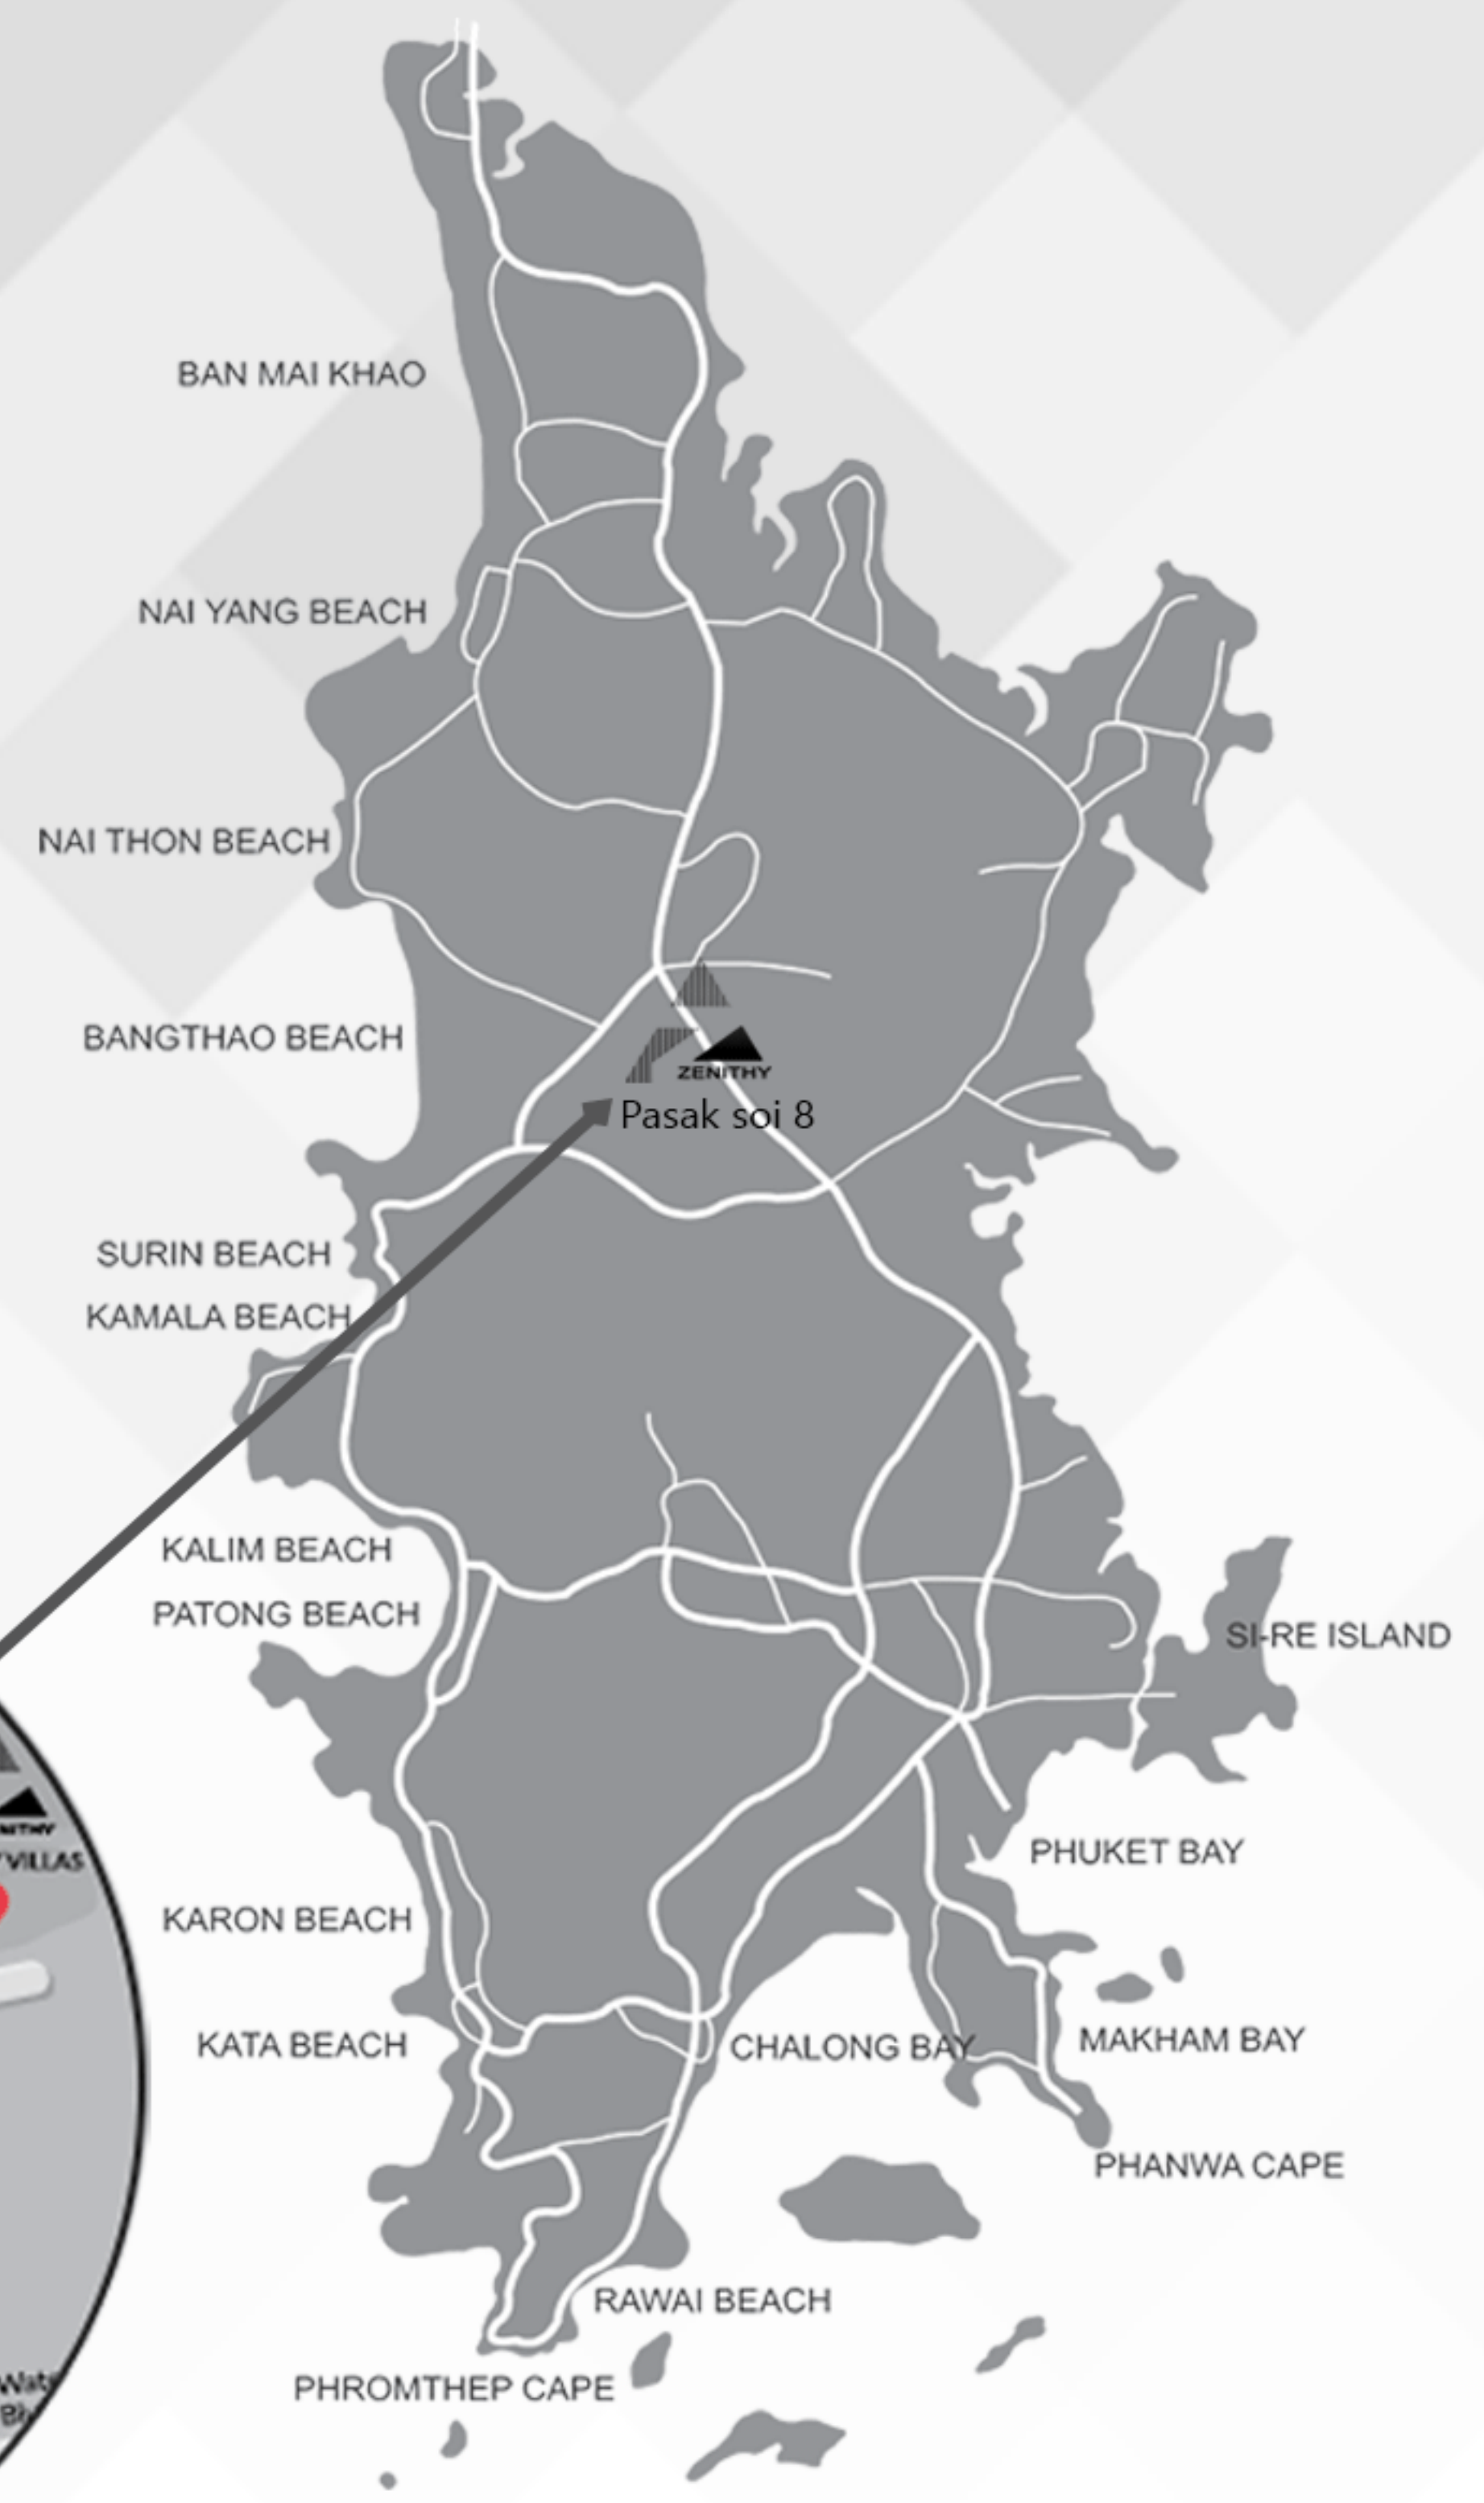 BAN MAI KHAO
NAI YANG BEACH
NAI THON BEACH
BANGTHAO BEACH
ZENITHY
Pasak soi 8
SURIN BEACH
KAMALA BEACH
KALIM BEACH
PATONG BEACH
SI-RE ISLAND
VILLAS
PHUKET BAY
KARON BEACH
KATA BEACH
CHALONG BAY
MAKHAM BAY
PHANWA CAPE
RAWAI BEACH
PHROMTHEP CAPE